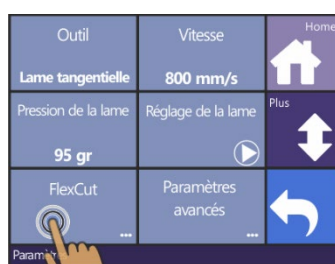 Outil
Lame tangentielle
Vitesse
800 mm/s
Home
Pression de la lame
95 gr
Réglage de la lame
Plus
FlexCut
...
Paramètres
avancés
...